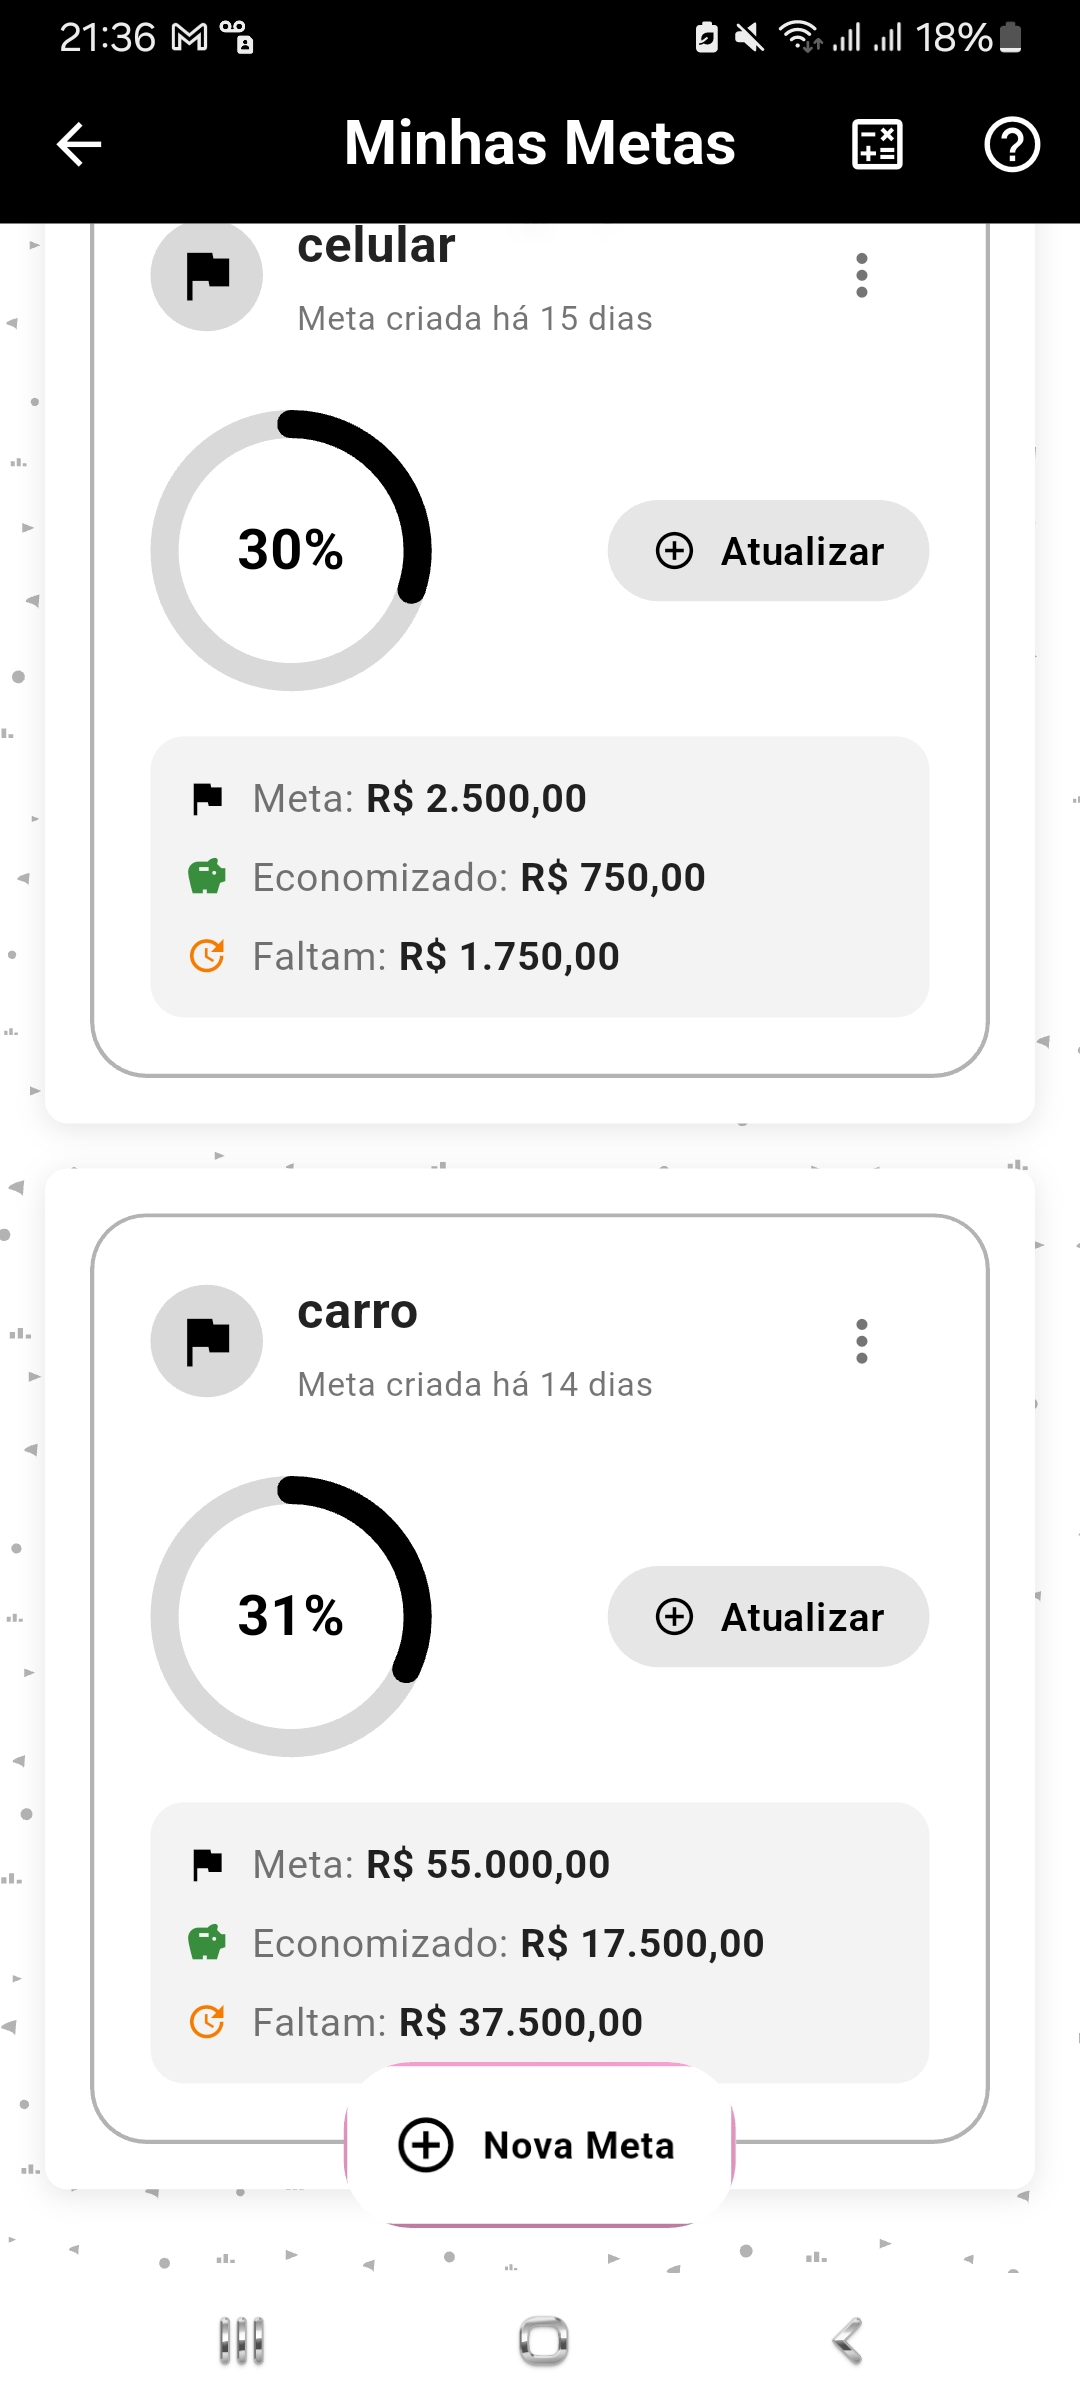 21:36
18%
Minhas Metas
celular
Meta criada há 15 dias
30%
Atualizar
Meta: R$ 2.500,00
Economizado: R$ 750,00
Faltam: R$ 1.750,00
carro
Meta criada há 14 dias
31%
Atualizar
Meta: R$ 55.000,00
Economizado: R$ 17.500,00
Faltam: R$ 37.500,00
Nova Meta